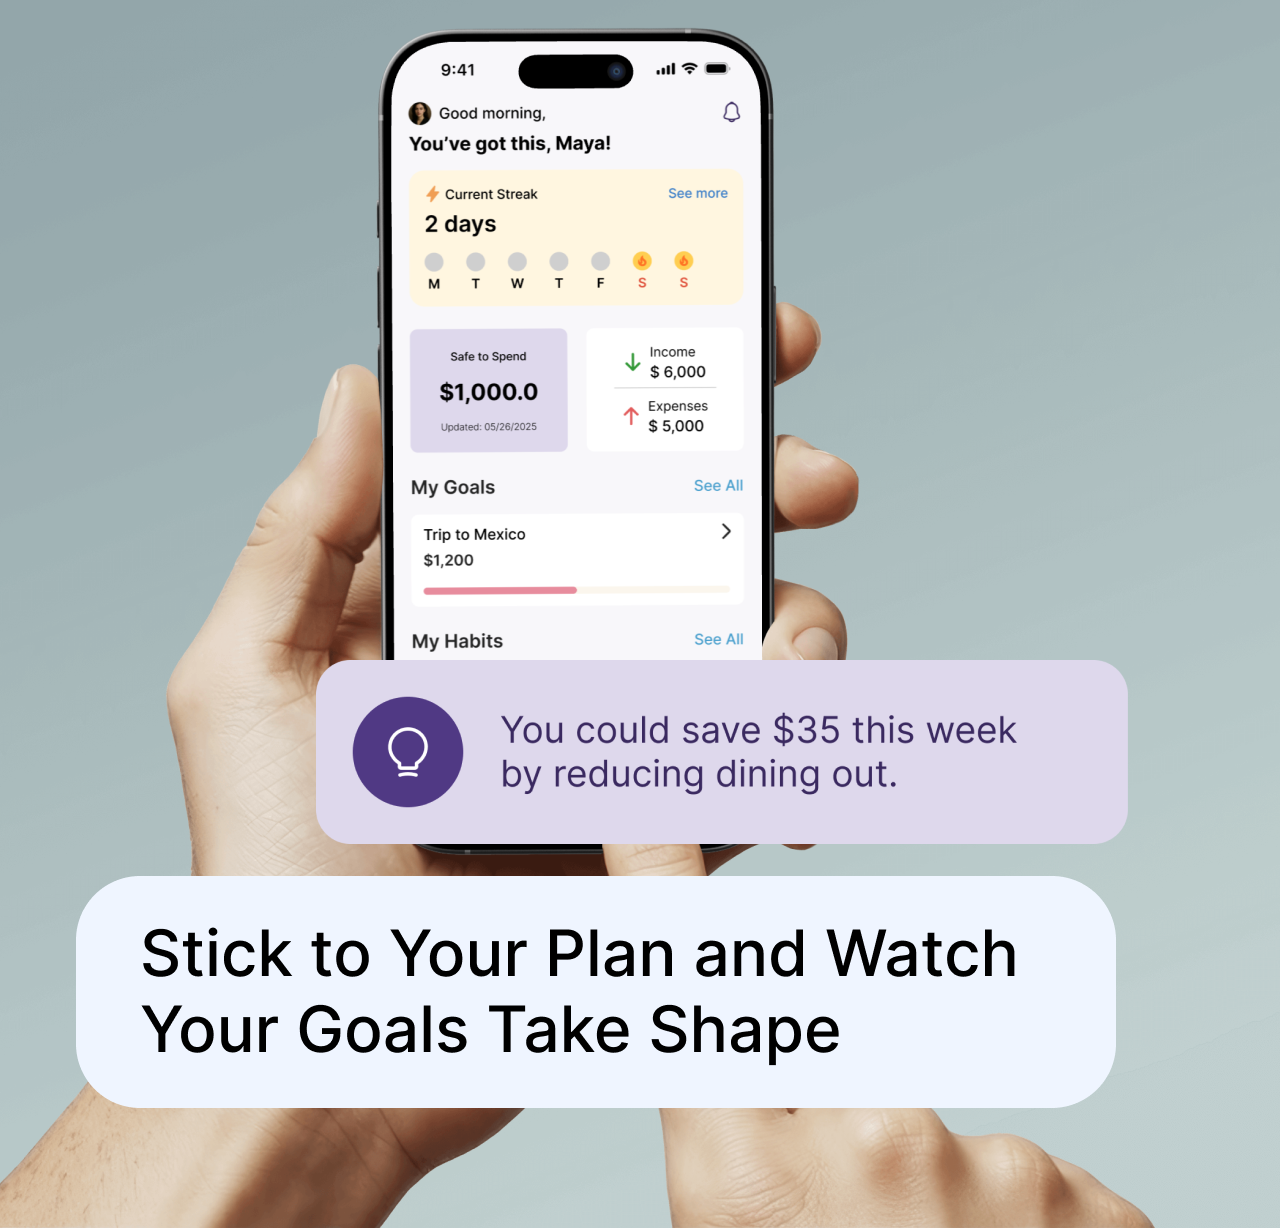 9:41
Good morning,
You've got this, Maya!
Current Streak
See more
2 days
M T W T F S S
Safe to Spend
$1,000.0
Updated: 05/26/2025
Income
$ 6,000
Expenses
$ 5,000
My Goals
See All
Trip to Mexico
$1,200
My Habits
See All
You could save $35 this week
by reducing dining out.
Stick to Your Plan and Watch
Your Goals Take Shape